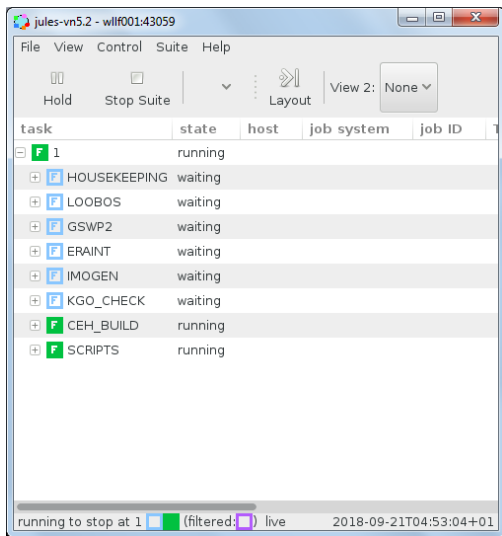 jules-vn5.2 - wllf001:43059
File View Control Suite Help
Hold Stop Suite Layout View 2: None
task state host job system job ID T
F 1 running
F HOUSEKEEPING waiting
F LOOBOS waiting
F GSWP2 waiting
F ERAINT waiting
F IMOGEN waiting
F KGO_CHECK waiting
F CEH_BUILD running
F SCRIPTS running
running to stop at 1 (filtered: ) live 2018-09-21T04:53:04+01